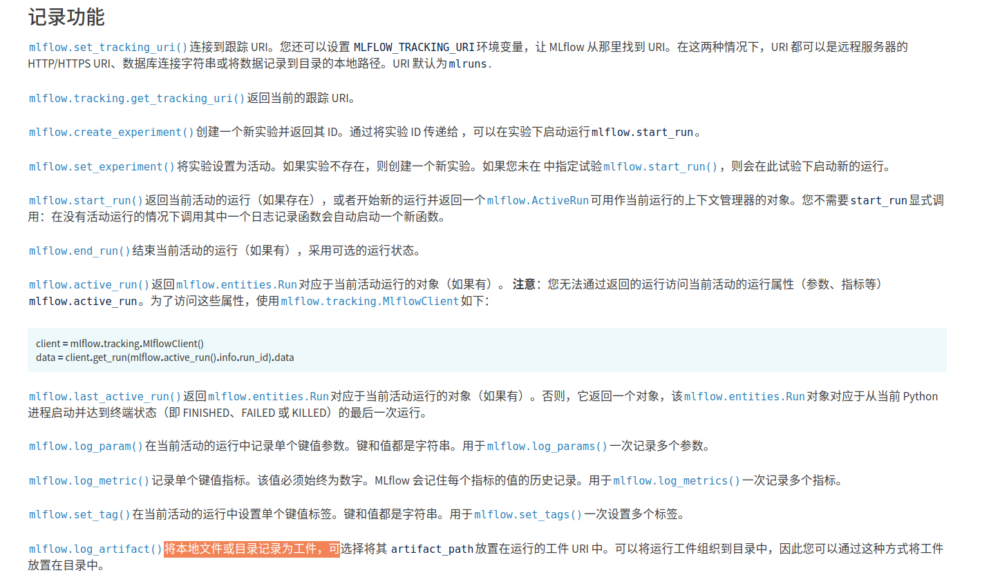 记录功能
mlflow.set_tracking_uri()连接到跟踪 URI。您还可以设置 MLFLOW_TRACKING_URI环境变量，让 MLflow 从那里找到 URI。在这两种情况下，URI 都可以是远程服务器的
HTTP/HTTPS URI、数据库连接字符串或将数据记录到目录的本地路径。URI 默认为mlruns.
mlflow.tracking.get_tracking_uri()返回当前的跟踪 URI。
mlflow.create_experiment()创建一个新实验并返回其 ID。通过将实验 ID 传递给 ，可以在实验下启动运行mlflow.start_run。
mlflow.set_experiment()将实验设置为活动。如果实验不存在，则创建一个新实验。如果您未在 中指定试验mlflow.start_run()，则会在此试验下启动新的运行。
mlflow.start_run()返回当前活动的运行（如果存在），或者开始新的运行并返回一个mlflow.ActiveRun可用作当前运行的上下文管理器的对象。您不需要start_run显式调
用：在没有活动运行的情况下调用其中一个日志记录函数会自动启动一个新函数。
mlflow.end_run()结束当前活动的运行（如果有），采用可选的运行状态。
mlflow.active_run()返回mlflow.entities.Run对应于当前活动运行的对象（如果有）。 注意：您无法通过返回的运行访问当前活动的运行属性（参数、指标等）
mlflow.active_run。为了访问这些属性，使用mlflow.tracking.MlflowClient如下：
client = mlflow.tracking.MlflowClient()
data = client.get_run(mlflow.active_run().info.run_id).data
mlflow.last_active_run()返回mlflow.entities.Run对应于当前活动运行的对象（如果有）。否则，它返回一个对象，该mlflow.entities.Run对象对应于从当前 Python
进程启动并达到终端状态（即 FINISHED、FAILED 或 KILLED）的最后一次运行。
mlflow.log_param()在当前活动的运行中记录单个键值参数。键和值都是字符串。用于mlflow.log_params()一次记录多个参数。
mlflow.log_metric()记录单个键值指标。该值必须始终为数字。MLflow 会记住每个指标的值的历史记录。用于mlflow.log_metrics()一次记录多个指标。
mlflow.set_tag()在当前活动的运行中设置单个键值标签。键和值都是字符串。用于mlflow.set_tags()一次设置多个标签。
mlflow.log_artifact()将本地文件或目录记录为工件，可选择将其 artifact_path放置在运行的工件 URI 中。可以将运行工件组织到目录中，因此您可以通过这种方式将工件
放置在目录中。